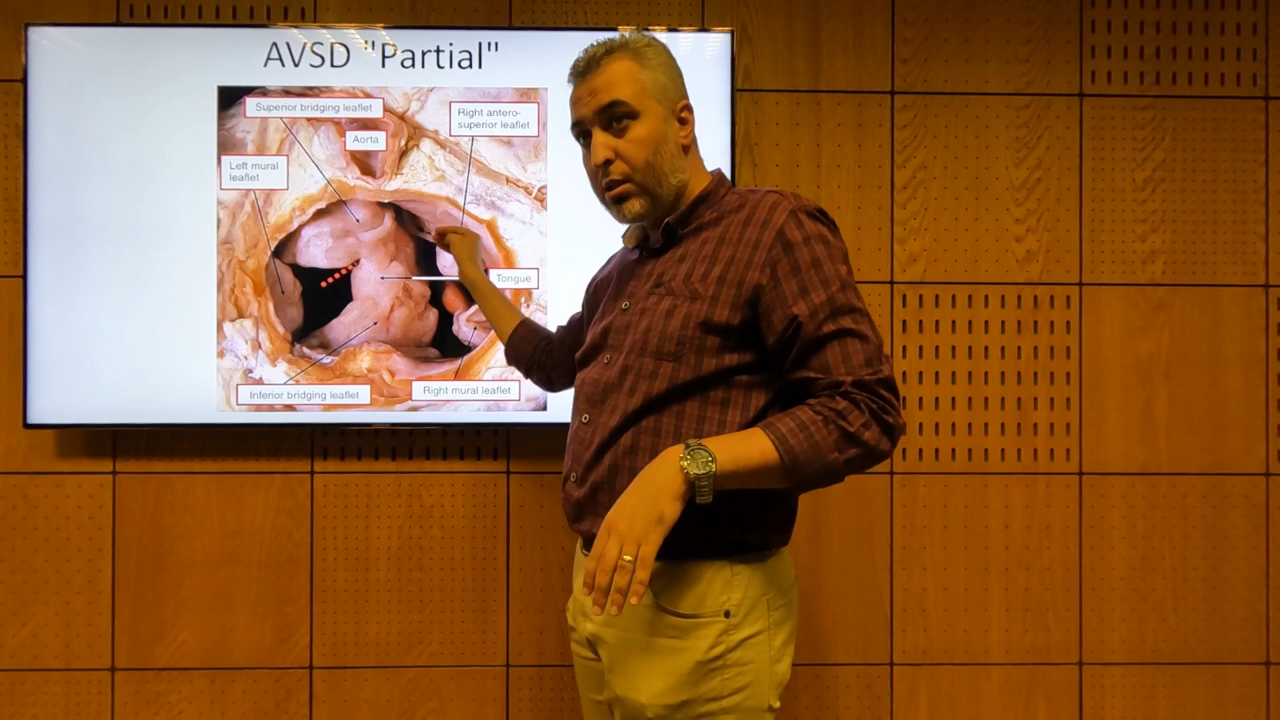 AVSD "Partial"
Superior bridging leaflet
Right antero-
superior leaflet
Aorta
Left mural
leaflet
Tongue
Inferior bridging leaflet
Right mural leaflet